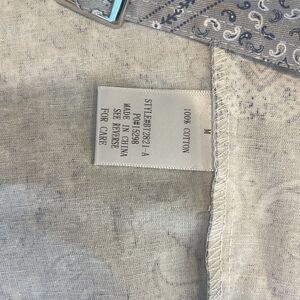 M
100% COTTON
STYLE#BT2821-A
PO#15298
MADE IN CHINA
SEE REVERSE
FOR CARE